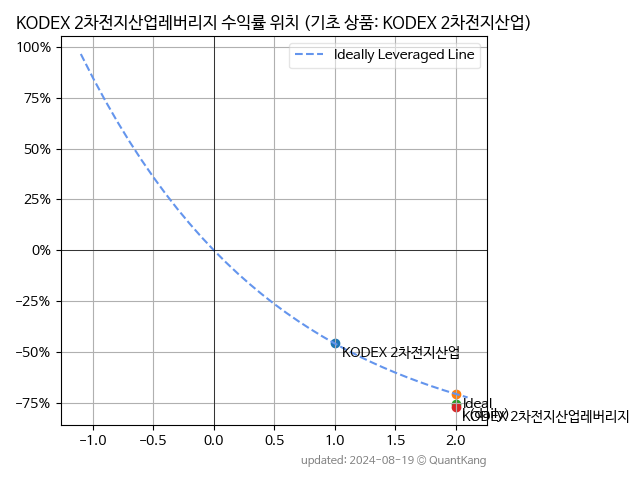 KODEX 2차전지산업레버리지 수익률 위치 (기초 상품: KODEX 2차전지산업)
Ideally Leveraged Line
100%
75%
50%
25%
0%
−25%
−50%
−75%
KODEX 2차전지산업
Ideal
(daily)
KODEX 2차전지산업레버리지
−1.0 −0.5 0.0 0.5 1.0 1.5 2.0
updated: 2024-08-19 © QuantKang